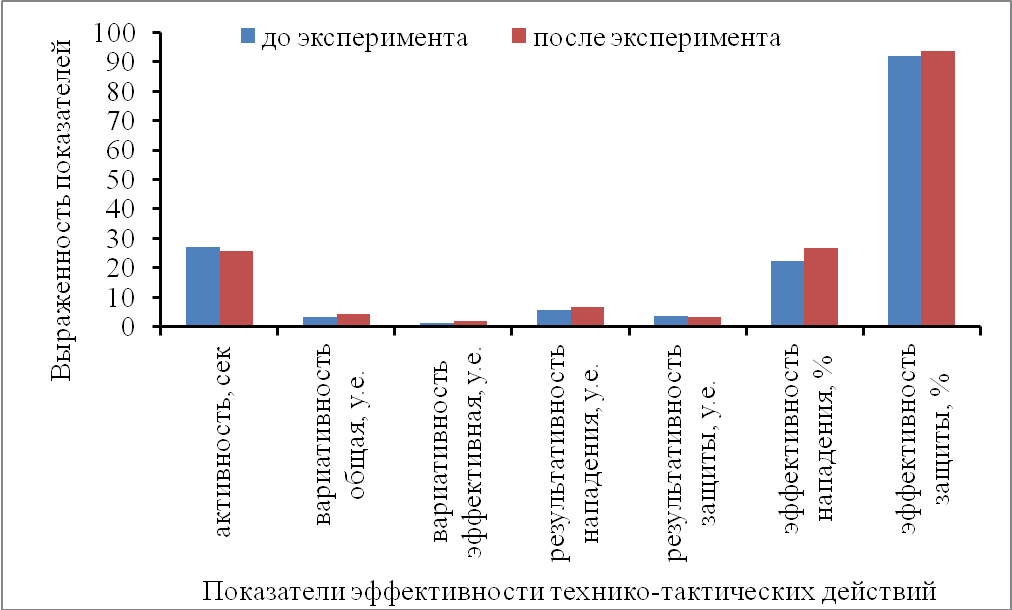 до эксперимента
после эксперимента
Выраженность показателей
100
90
80
70
60
50
40
30
20
10
0
активность, сек
вариативность
общая, у.е.
вариативность
эффективная, у.е.
результативность
нападения, у.е.
результативность
защиты, у.е.
эффективность
нападения, %
эффективность
защиты, %
Показатели эффективности технико-тактических действий